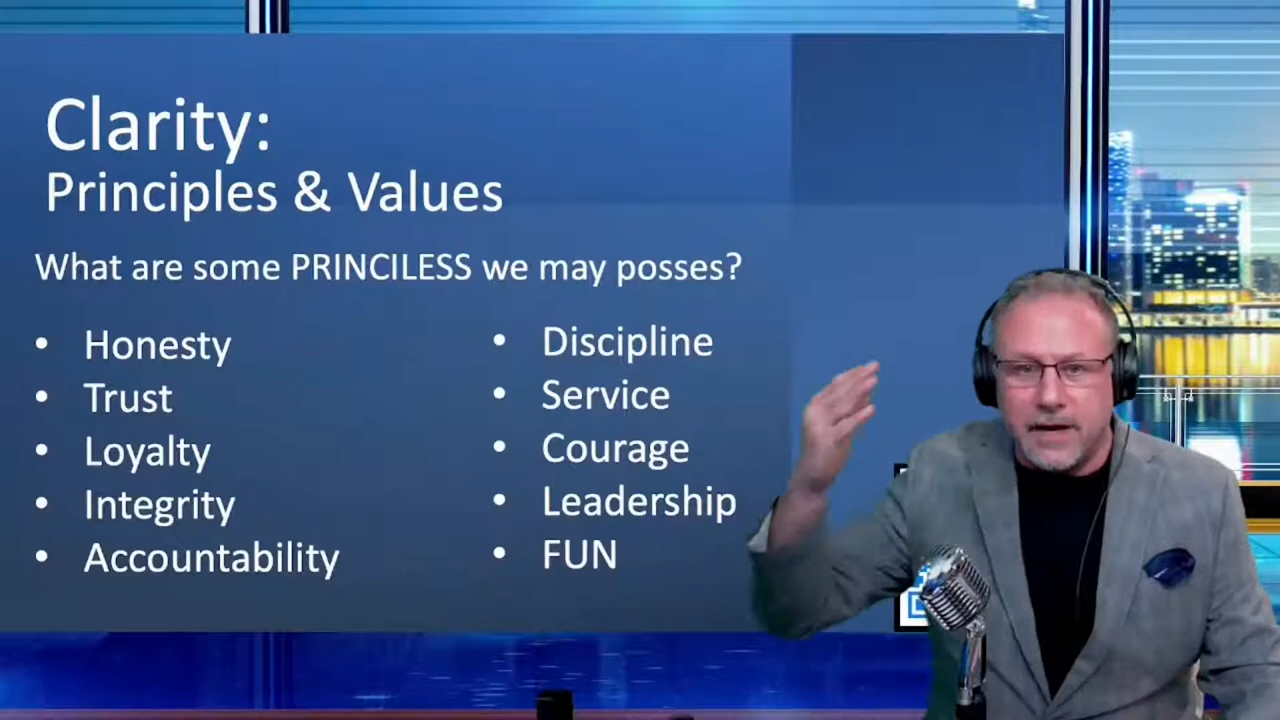 Clarity:
Principles & Values
What are some PRINCILESS we may posses?
• Honesty
• Trust
• Loyalty
• Integrity
• Accountability
• Discipline
• Service
• Courage
• Leadership
• FUN